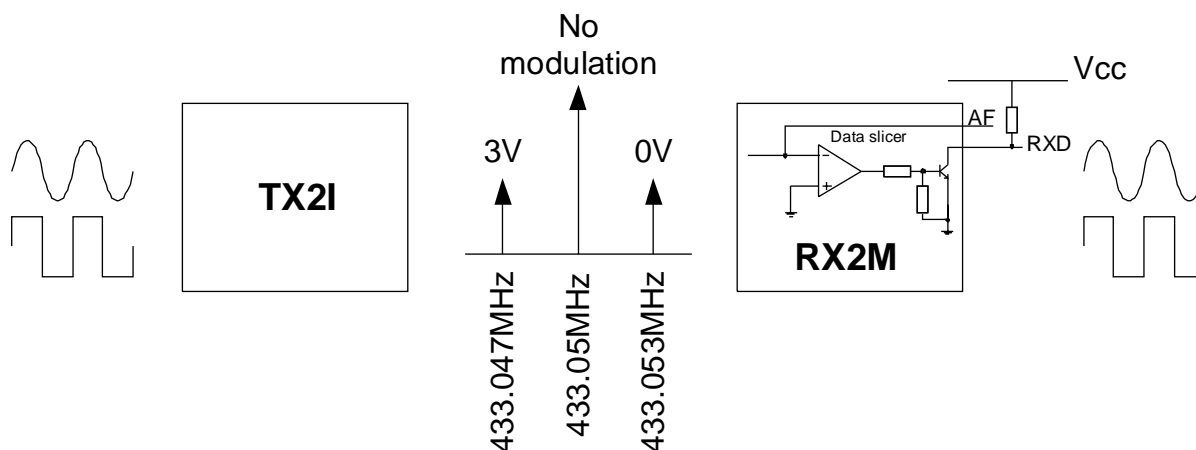 No
modulation
3V
0V
TX2I
433.047MHz
433.05MHz
433.053MHz
Vcc
AF
Data slicer
RXD
−
+
RX2M